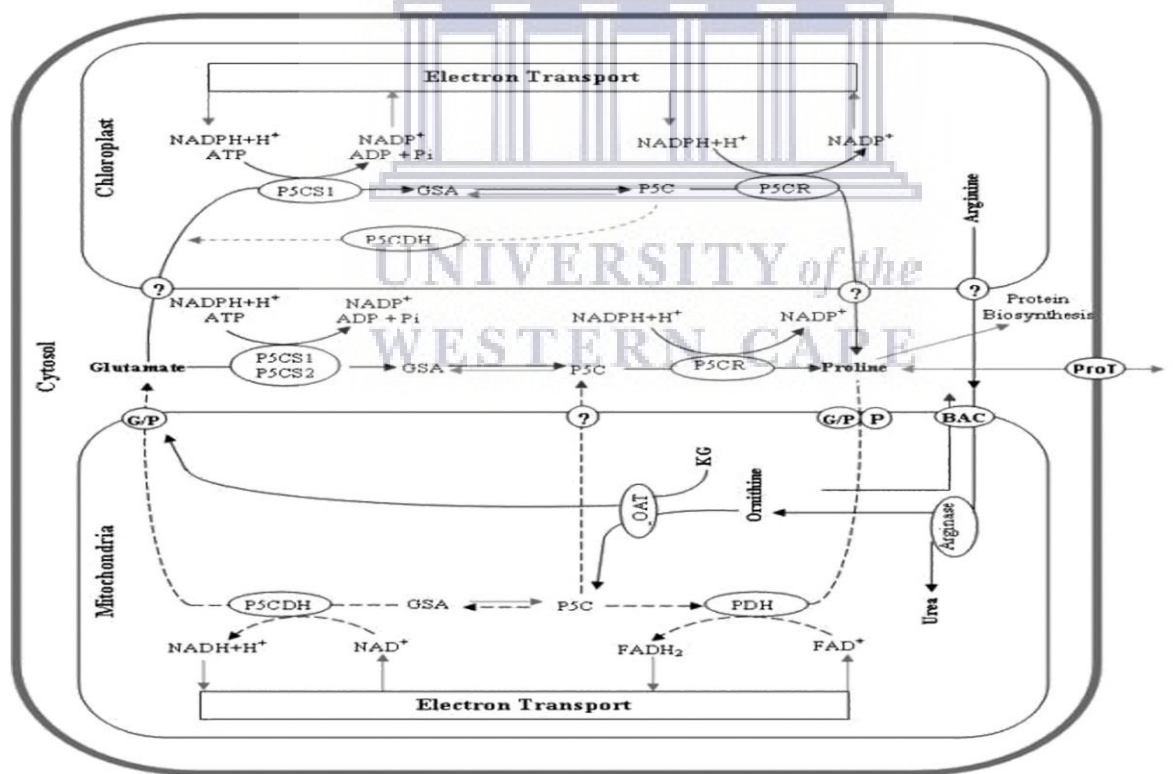 Electron Transport
Chloroplast
NADPH+H⁺
ATP
NADP⁺
ADP + Pi
NADPH+H⁺
NADP⁺
P5CS1
GSA
P5C
P5CR
P5CDH
Arginine
UNIVERSITY of the
?
?
?
Cytosol
NADPH+H⁺
ATP
NADP⁺
ADP + Pi
NADPH+H⁺
NADP⁺
Protein
Biosynthesis
WESTERN CAPE
Glutamate
P5CS1
P5CS2
GSA
P5C
P5CR
Proline
ProT
G/P
?
G/P
P
BAC
Mitochondria
KG
OAT
Ornithine
Arginase
Urea
P5CDH
GSA
P5C
PDH
NADH+H⁺
NAD⁺
FADH₂
FAD⁺
Electron Transport